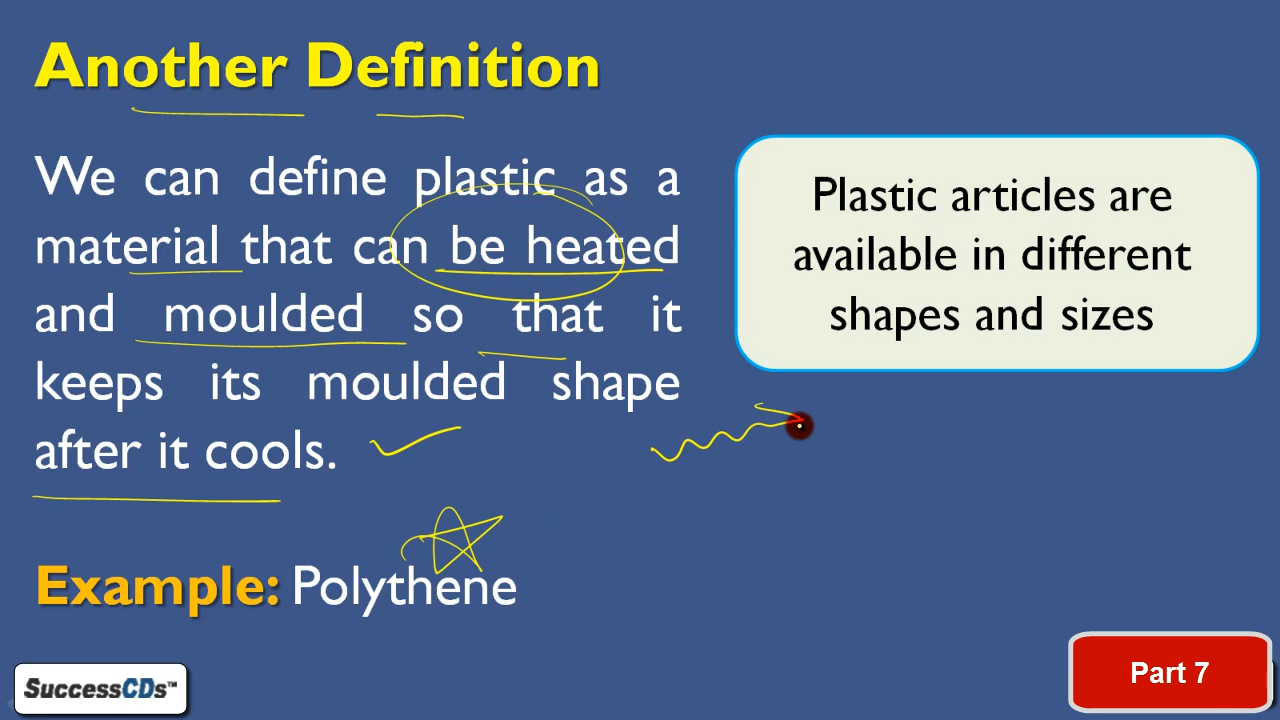 Another Definition
We can define plastic as a
material that can be heated
and moulded so that it
keeps its moulded shape
after it cools.
Example: Polythene
Plastic articles are
available in different
shapes and sizes
SuccessCDs™
Part 7